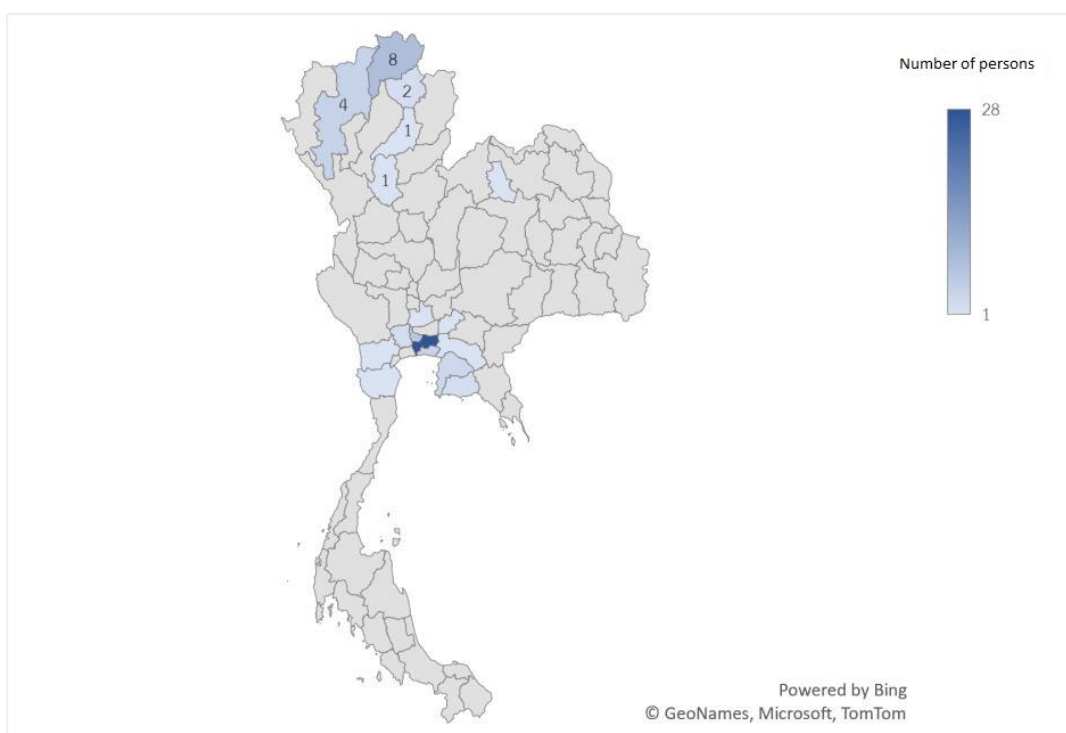 Number of persons
8
28
2
4
1
1
1
Powered by Bing
© GeoNames, Microsoft, TomTom